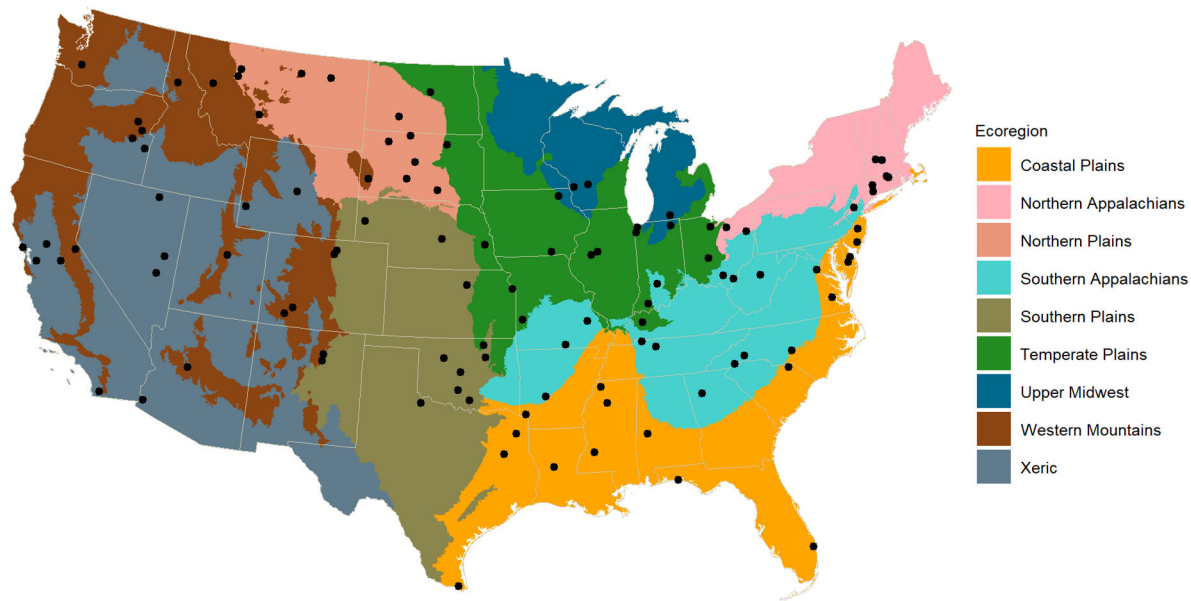 Ecoregion
Coastal Plains
Northern Appalachians
Northern Plains
Southern Appalachians
Southern Plains
Temperate Plains
Upper Midwest
Western Mountains
Xeric